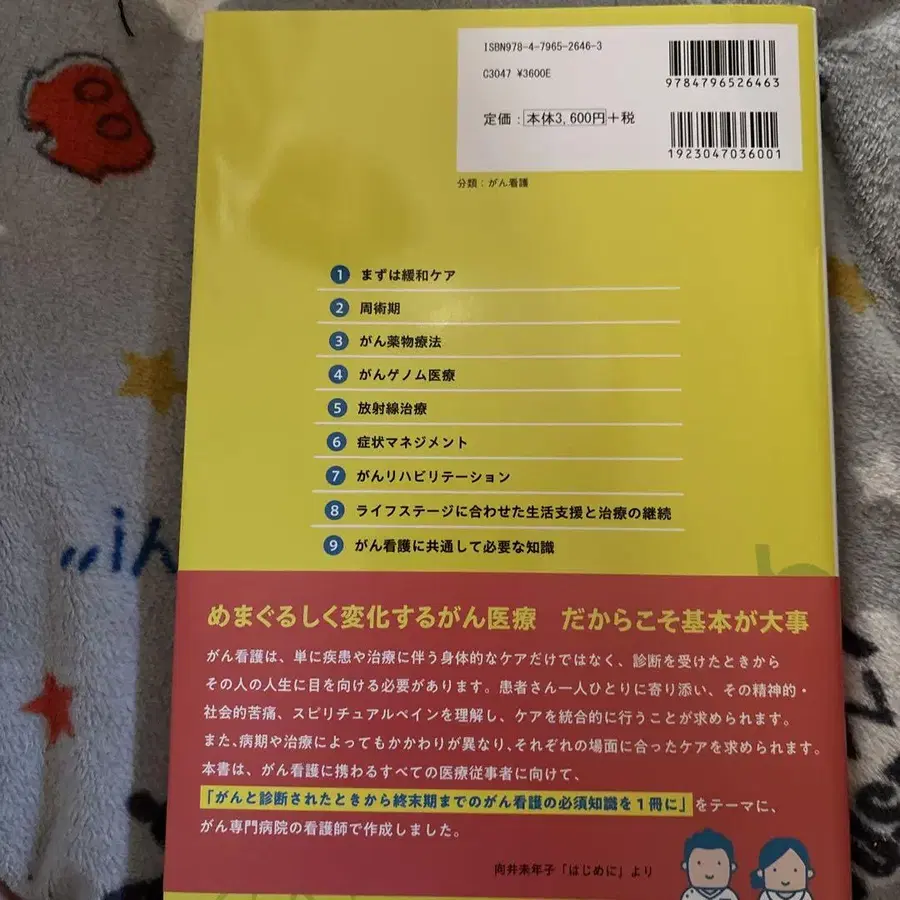 ISBN978-4-7965-2646-3
C3047 ¥3600E
定価:本体3,600円+税
9784796526463
1923047036001
分類:がん看護
1 まずは緩和ケア
2 周術期
3 がん薬物療法
4 がんゲノム医療
5 放射線治療
6 症状マネジメント
7 がんリハビリテーション
8 ライフステージに合わせた生活支援と治療の継続
9 がん看護に共通して必要な知識
めまぐるしく変化するがん医療 だからこそ基本が大事
がん看護は、単に疾患や治療に伴う身体的なケアだけではなく、診断を受けたときから
その人の人生に目を向ける必要があります。患者さん一人ひとりに寄り添い、その精神的・
社会的苦痛、スピリチュアルペインを理解し、ケアを統合的に行うことが求められます。
また、病期や治療によってもかかわりが異なり、それぞれの場面に合ったケアを求められます。
本書は、がん看護に携わるすべての医療従事者に向けて、
「がんと診断されたときから終末期までのがん看護の必須知識を1冊に」をテーマに、
がん専門病院の看護師で作成しました。
向井未年子「はじめに」より